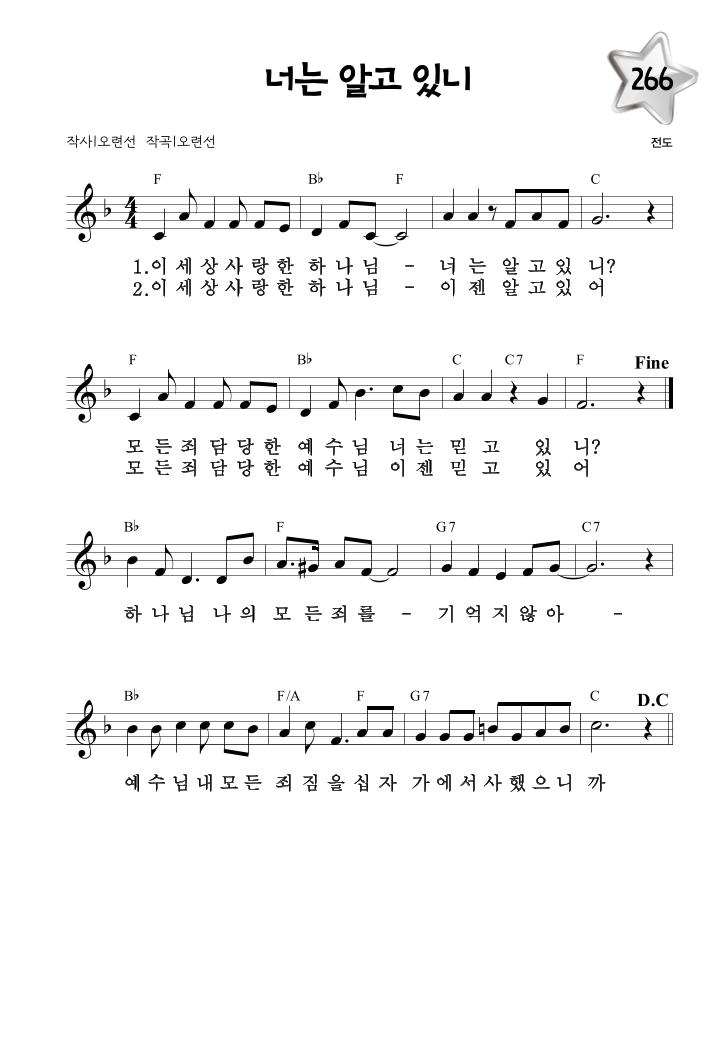 너는 알고 있니
266
작사|오련선 작곡|오련선
전도
F B♭ F C
1.이 세 상 사 랑 한 하 나 님 - 너 는 알 고 있 니?
2.이 세 상 사 랑 한 하 나 님 - 이 젠 알 고 있 어
F B♭ C C7 F Fine
모 든 죄 담 당 한 예 수 님 너 는 믿 고 있 니?
모 든 죄 담 당 한 예 수 님 이 젠 믿 고 있 어
B♭ F G7 C7
하 나 님 나 의 모 든 죄 를 - 기 억 지 않 아 -
B♭ F/A F G7 C D.C
예 수 님 내 모 든 죄 짐 을 십 자 가 에 서 사 했 으 니 까